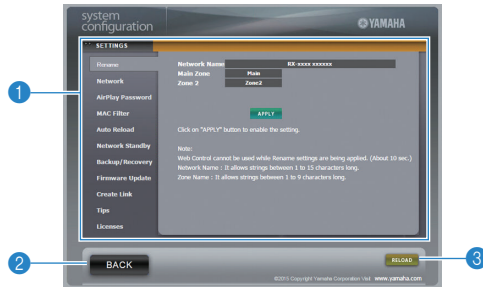 system
configuration
YAMAHA
SETTINGS
Rename
Network
AirPlay Password
MAC Filter
Auto Reload
Network Standby
Backup/Recovery
Firmware Update
Create Link
Tips
Licenses
Network Name RX-xxxx xxxxxx
Main Zone Main
Zone 2 Zone2
APPLY
Click on "APPLY" button to enable the setting.
Note:
Web Control cannot be used while Rename settings are being applied. (About 10 sec.)
Network Name : It allows strings between 1 to 15 characters long.
Zone Name : It allows strings between 1 to 9 characters long.
1
2
BACK
RELOAD
3
©2015 Copyright Yamaha Corporation Visit www.yamaha.com